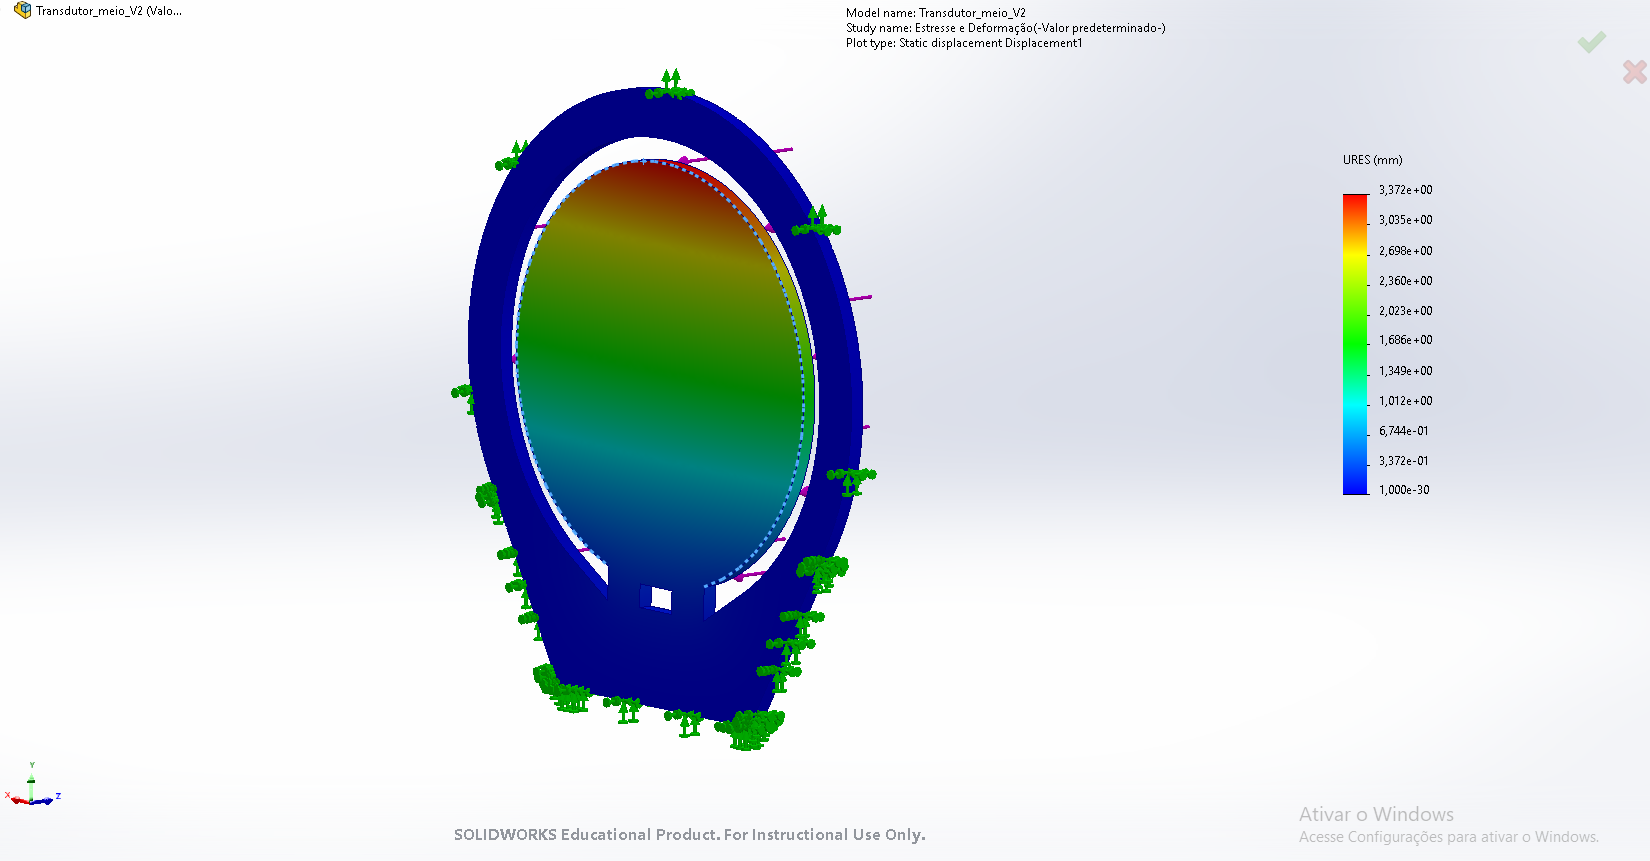 Transdutor_meio_V2 (Valo...
Model name: Transdutor_meio_V2
Study name: Estresse e Deformação(-Valor predeterminado-)
Plot type: Static displacement Displacement1
URES (mm)
3,372e+00
3,035e+00
2,698e+00
2,360e+00
2,023e+00
1,686e+00
1,349e+00
1,012e+00
6,744e-01
3,372e-01
1,000e-30
Y
X
Z
SOLIDWORKS Educational Product. For Instructional Use Only.
Ativar o Windows
Acesse Configurações para ativar o Windows.